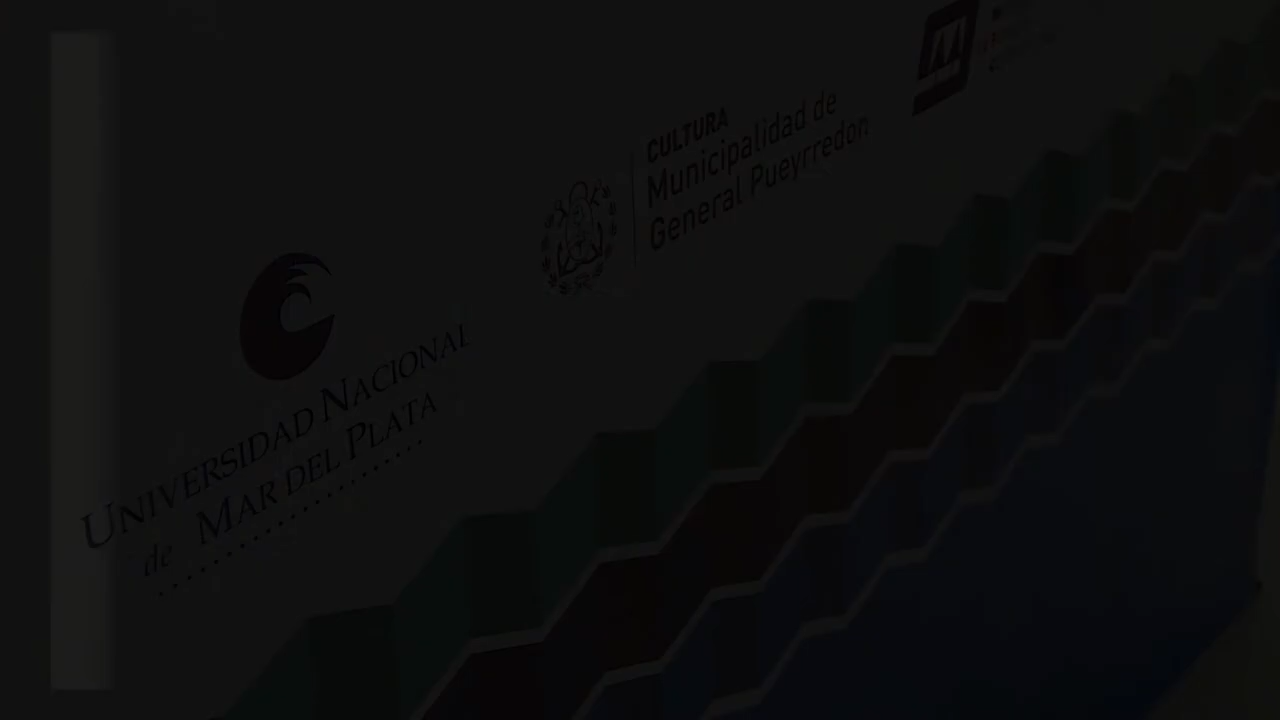 CULTURA
Municipalidad de
General Pueyrredon
UNIVERSIDAD NACIONAL
de MAR DEL PLATA